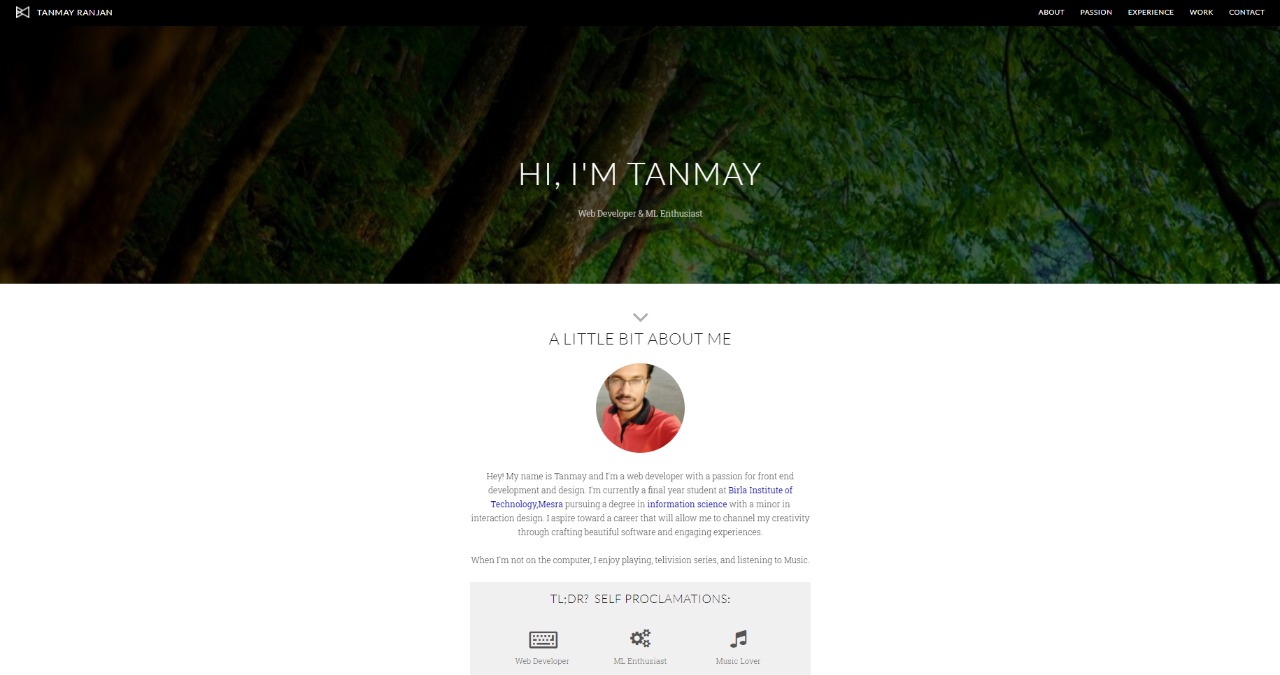 TANMAY RANJAN
ABOUT PASSION EXPERIENCE WORK CONTACT
HI, I'M TANMAY
Web Developer & ML Enthusiast
A LITTLE BIT ABOUT ME
Hey! My name is Tanmay and I'm a web developer with a passion for front end
development and design. I'm currently a final year student at Birla Institute of
Technology,Mesra pursuing a degree in information science with a minor in
interaction design. I aspire toward a career that will allow me to channel my creativity
through crafting beautiful software and engaging experiences.
When I'm not on the computer, I enjoy playing, telivision series, and listening to Music.
TL;DR? SELF PROCLAMATIONS:
Web Developer ML Enthusiast Music Lover